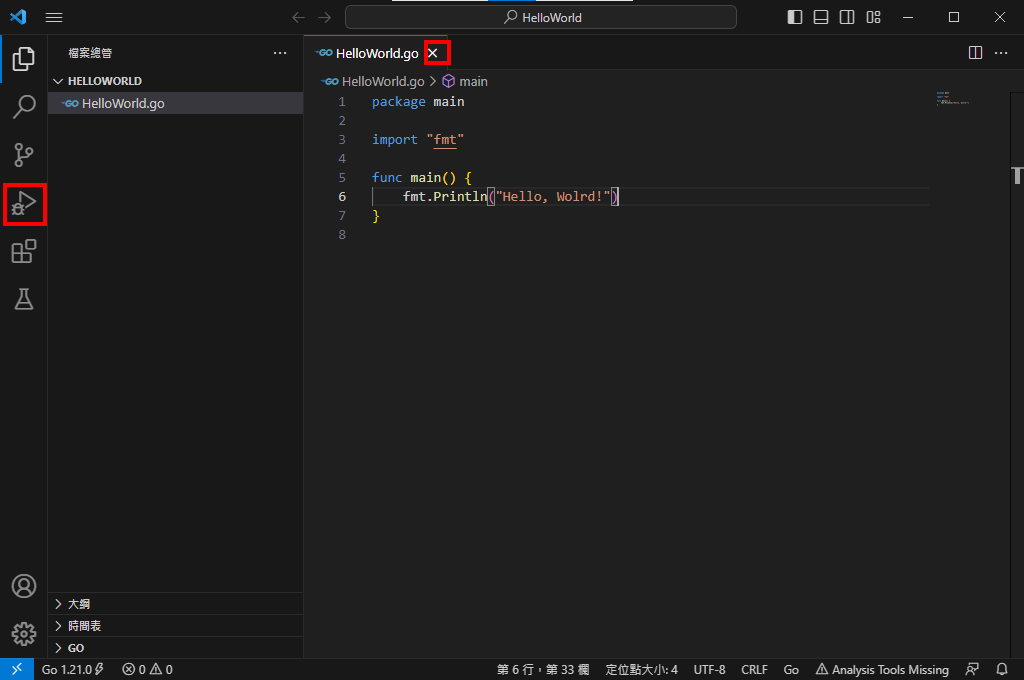 HelloWorld
檔案總管
HELLOWORLD
GO HelloWorld.go
GO HelloWorld.go
GO HelloWorld.go > main
1 package main
2
3 import "fmt"
4
5 func main() {
6 fmt.Println("Hello, Wolrd!")
7 }
8
大綱
時間表
GO
Go 1.21.0
0 0
第 6 行，第 33 欄
定位點大小: 4
UTF-8
CRLF
Go
Analysis Tools Missing